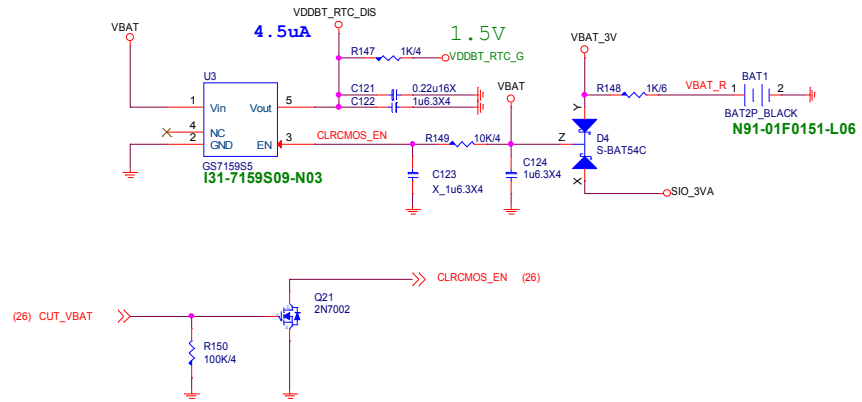 VBAT
4.5uA
VDDBT_RTC_DIS
1.5V
R147
1K/4
VDDBT_RTC_G
U3
1
Vin
Vout
5
4
NC
2
GND
EN
3
GS7159S5
I31-7159S09-N03
C121
0.22u16X
C122
1u6.3X4
CLRCMOS_EN
R149
10K/4
VBAT
C123
X_1u6.3X4
C124
1u6.3X4
VBAT_3V
R148
1K/6
VBAT_R
BAT1
1
2
BAT2P_BLACK
N91-01F0151-L06
Y
Z
D4
S-BAT54C
X
SIO_3VA
CLRCMOS_EN (26)
Q21
2N7002
(26) CUT_VBAT
R150
100K/4